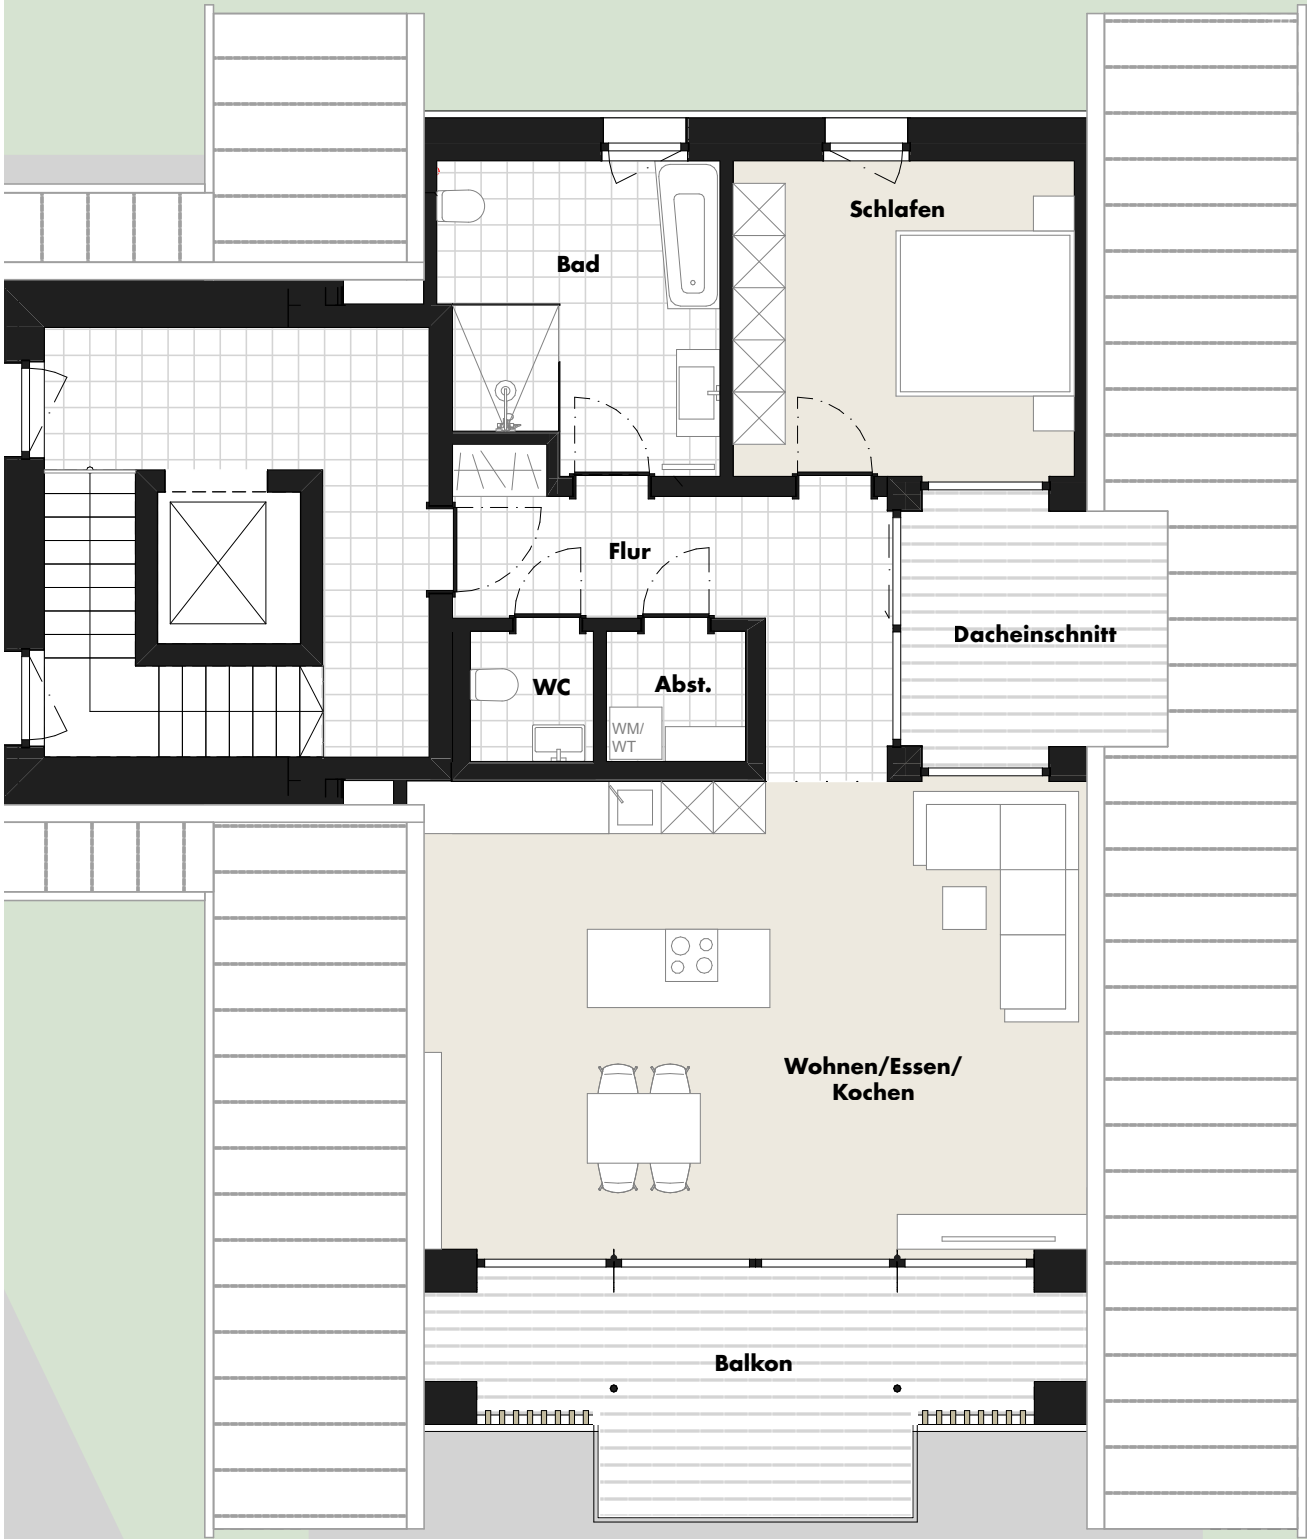 Schlafen
Bad
Flur
Dacheinschnitt
WC
Abst.
WM/
WT
Wohnen/Essen/
Kochen
Balkon